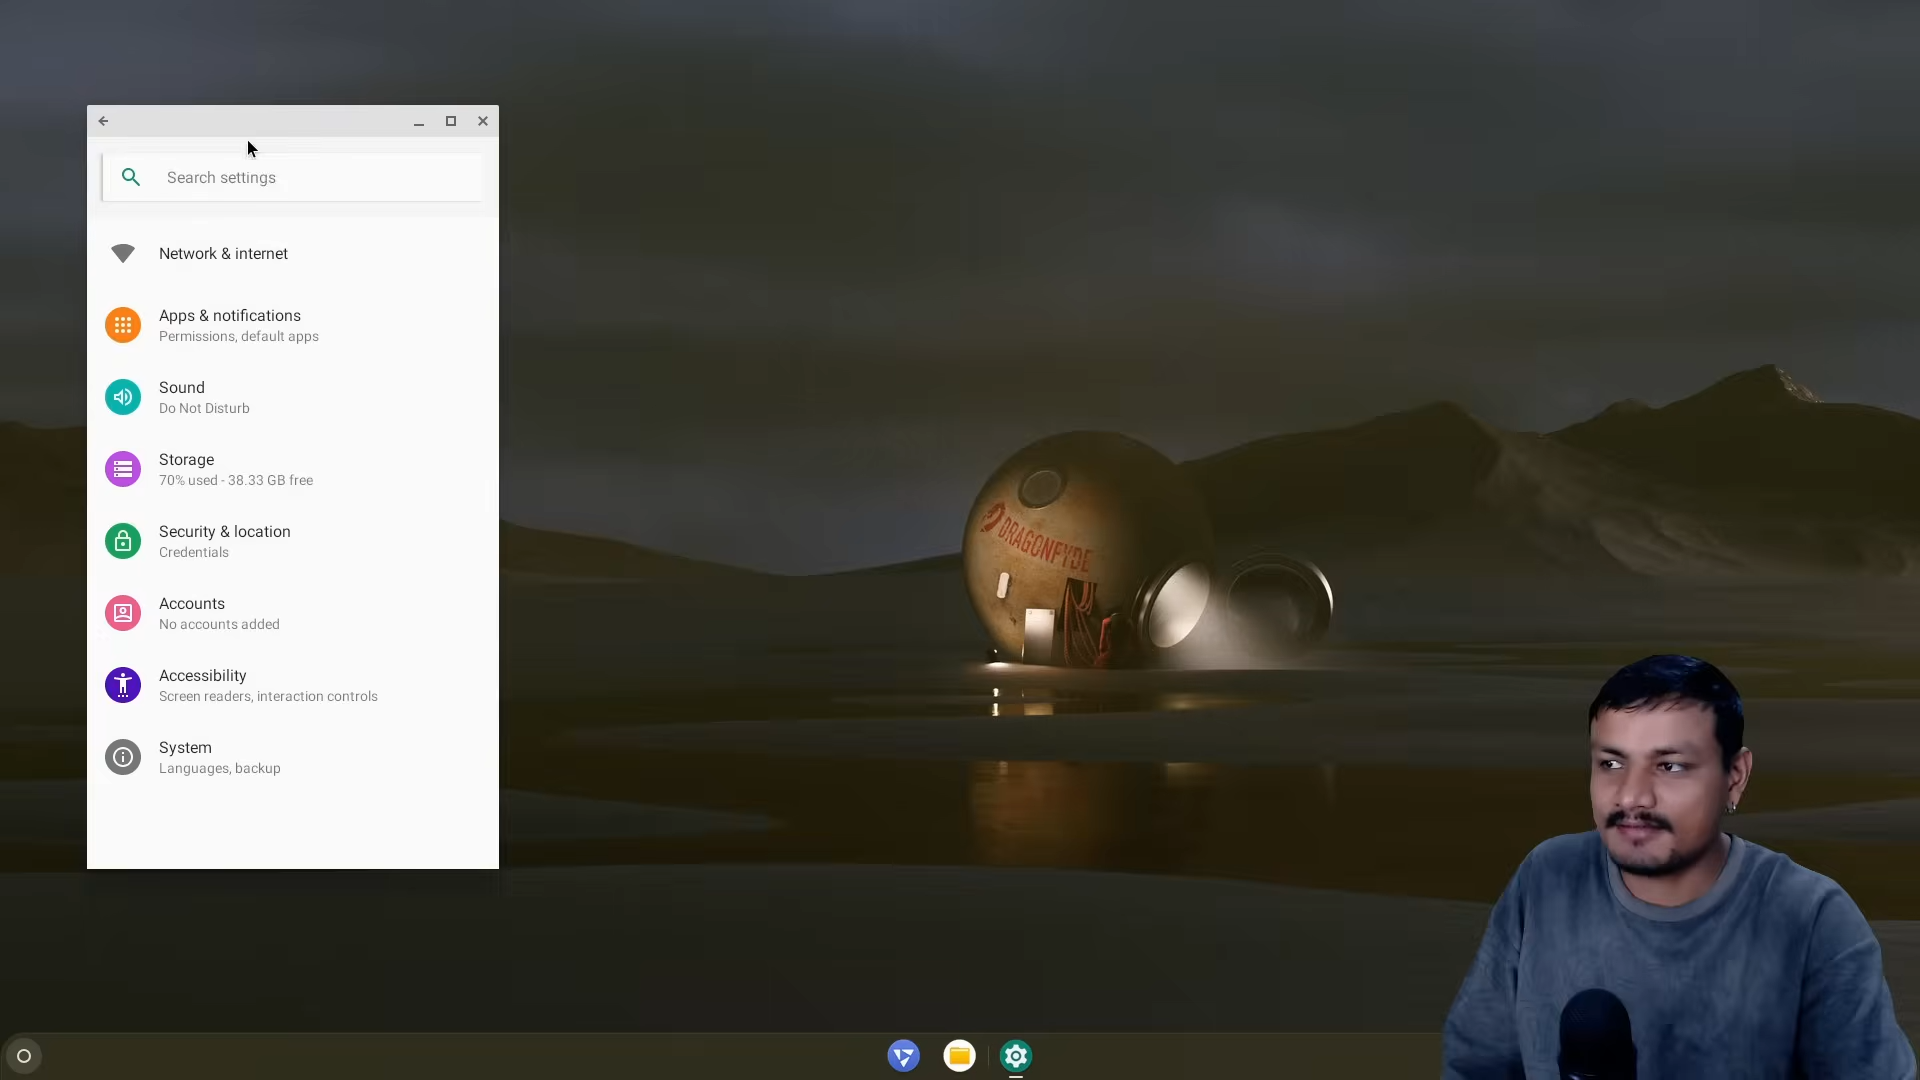 Search settings
Network & internet
Apps & notifications
Permissions, default apps
Sound
Do Not Disturb
Storage
70% used - 38.33 GB free
Security & location
Credentials
Accounts
No accounts added
Accessibility
Screen readers, interaction controls
System
Languages, backup
DRAGONFYDE